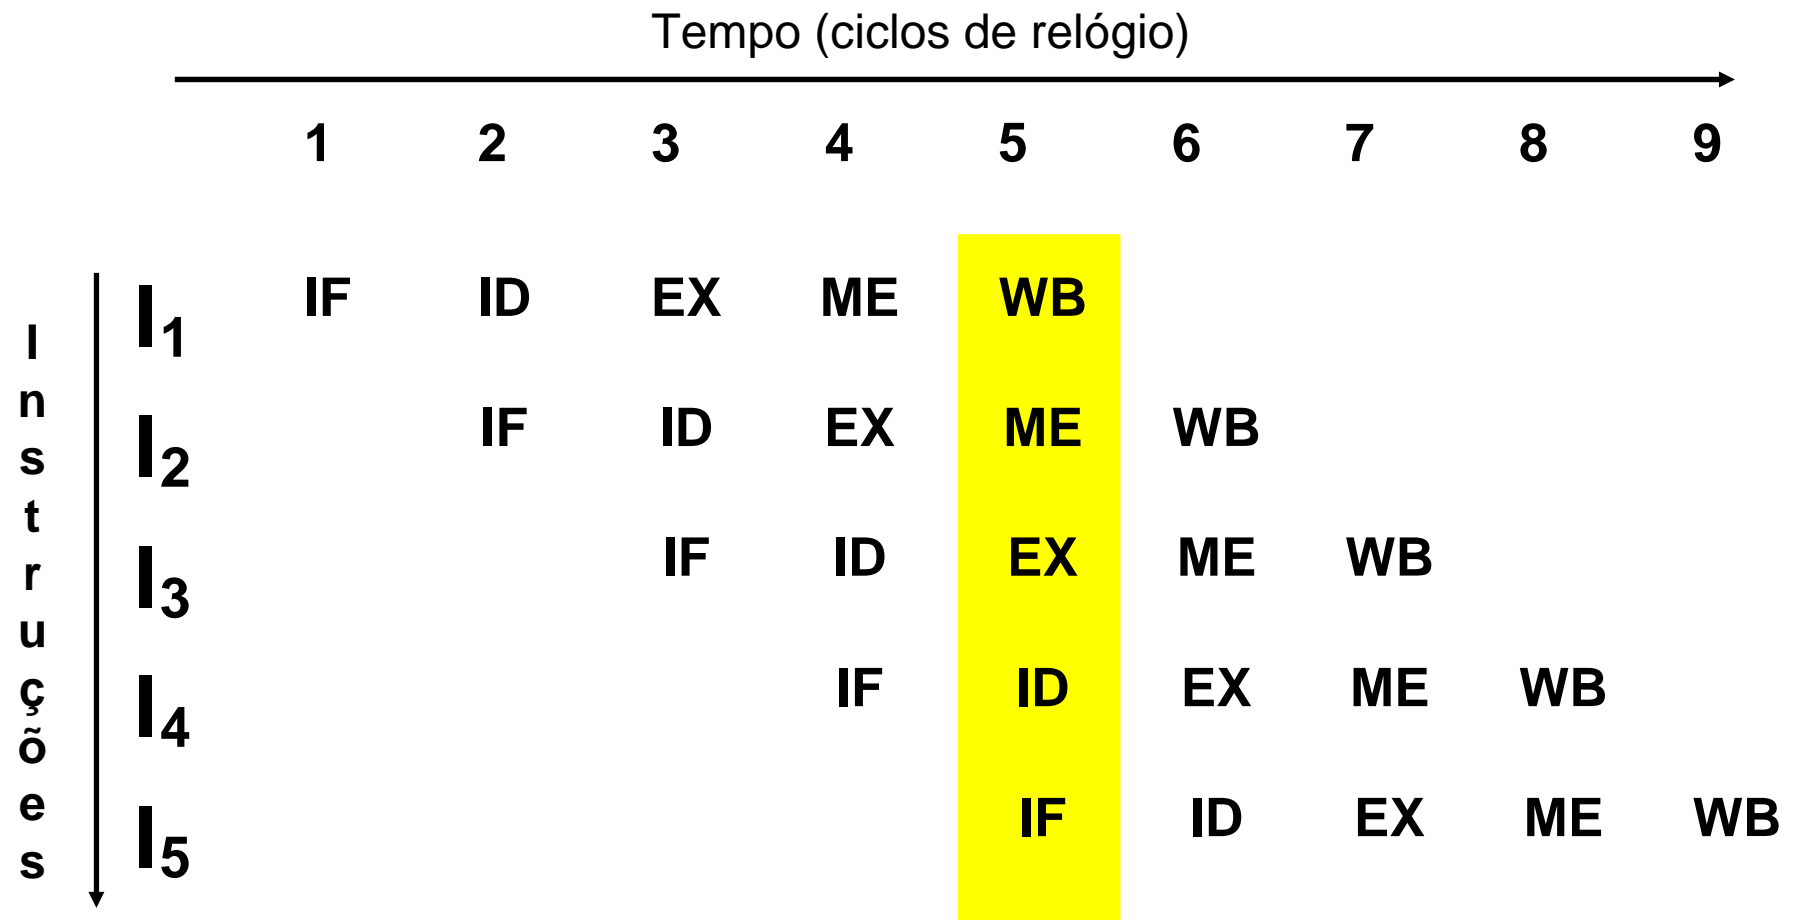 Tempo (ciclos de relógio)
1 2 3 4 5 6 7 8 9
Instruções
I1 IF ID EX ME WB
I2 IF ID EX ME WB
I3 IF ID EX ME WB
I4 IF ID EX ME WB
I5 IF ID EX ME WB